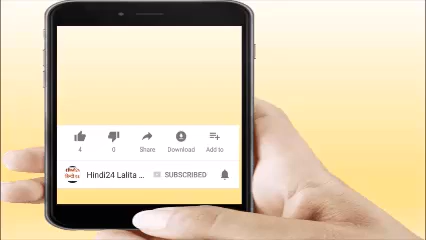 4 0 Share Download Add to
Hindi24 Lalita ... SUBSCRIBED